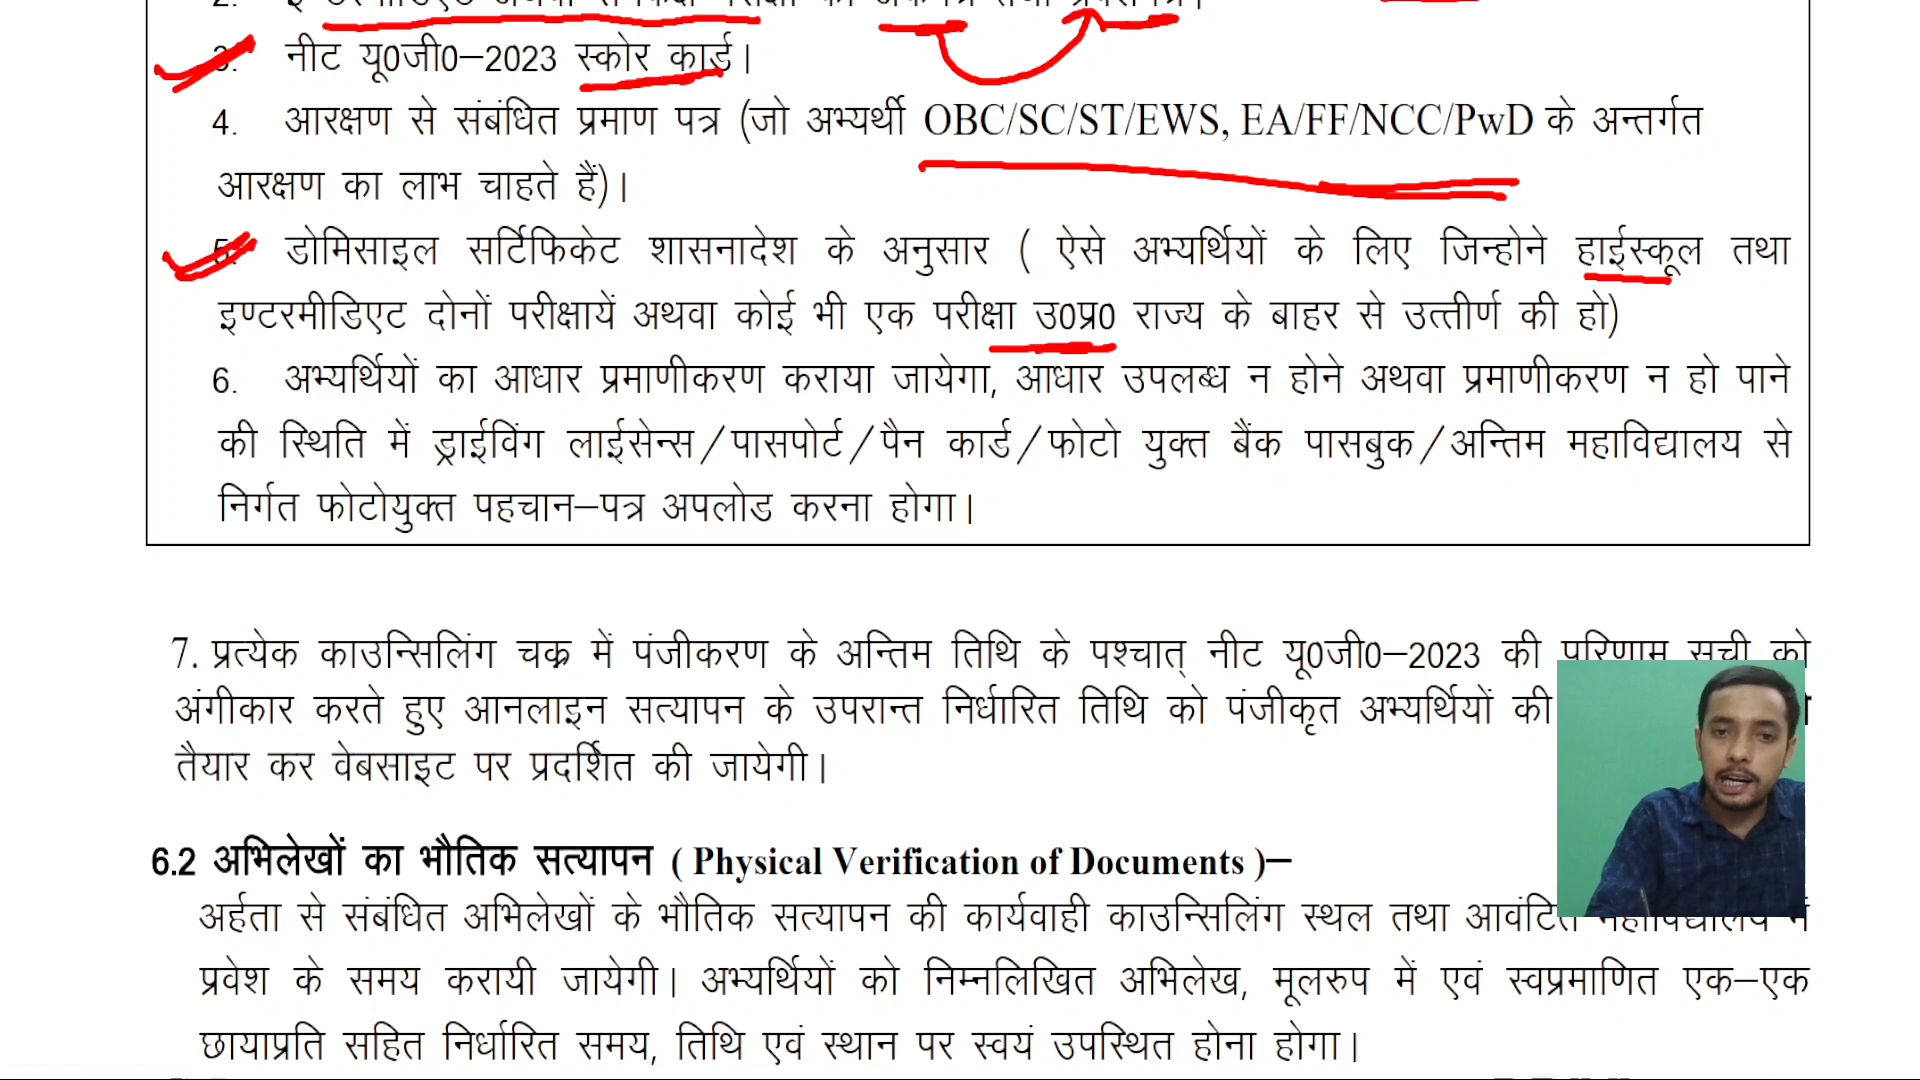 3. नीट यू0जी0–2023 स्कोर कार्ड।
4. आरक्षण से संबंधित प्रमाण पत्र (जो अभ्यर्थी OBC/SC/ST/EWS, EA/FF/NCC/PwD के अन्तर्गत
आरक्षण का लाभ चाहते हैं)।
5. डोमिसाइल सर्टिफिकेट शासनादेश के अनुसार ( ऐसे अभ्यर्थियों के लिए जिन्होने हाईस्कूल तथा
इण्टरमीडिएट दोनों परीक्षायें अथवा कोई भी एक परीक्षा उ0प्र0 राज्य के बाहर से उत्तीर्ण की हो)
6. अभ्यर्थियों का आधार प्रमाणीकरण कराया जायेगा, आधार उपलब्ध न होने अथवा प्रमाणीकरण न हो पाने
की स्थिति में ड्राईविंग लाईसेन्स/पासपोर्ट/पैन कार्ड/फोटो युक्त बैंक पासबुक/अन्तिम महाविद्यालय से
निर्गत फोटोयुक्त पहचान–पत्र अपलोड करना होगा।
7. प्रत्येक काउन्सिलिंग चक्र में पंजीकरण के अन्तिम तिथि के पश्चात् नीट यू0जी0–2023 की परिणाम सूची को
अंगीकार करते हुए आनलाइन सत्यापन के उपरान्त निर्धारित तिथि को पंजीकृत अभ्यर्थियों की
तैयार कर वेबसाइट पर प्रदर्शित की जायेगी।
6.2 अभिलेखों का भौतिक सत्यापन ( Physical Verification of Documents )–
अर्हता से संबंधित अभिलेखों के भौतिक सत्यापन की कार्यवाही काउन्सिलिंग स्थल तथा आवंटित महाविद्यालय में
प्रवेश के समय करायी जायेगी। अभ्यर्थियों को निम्नलिखित अभिलेख, मूलरुप में एवं स्वप्रमाणित एक–एक
छायाप्रति सहित निर्धारित समय, तिथि एवं स्थान पर स्वयं उपस्थित होना होगा।